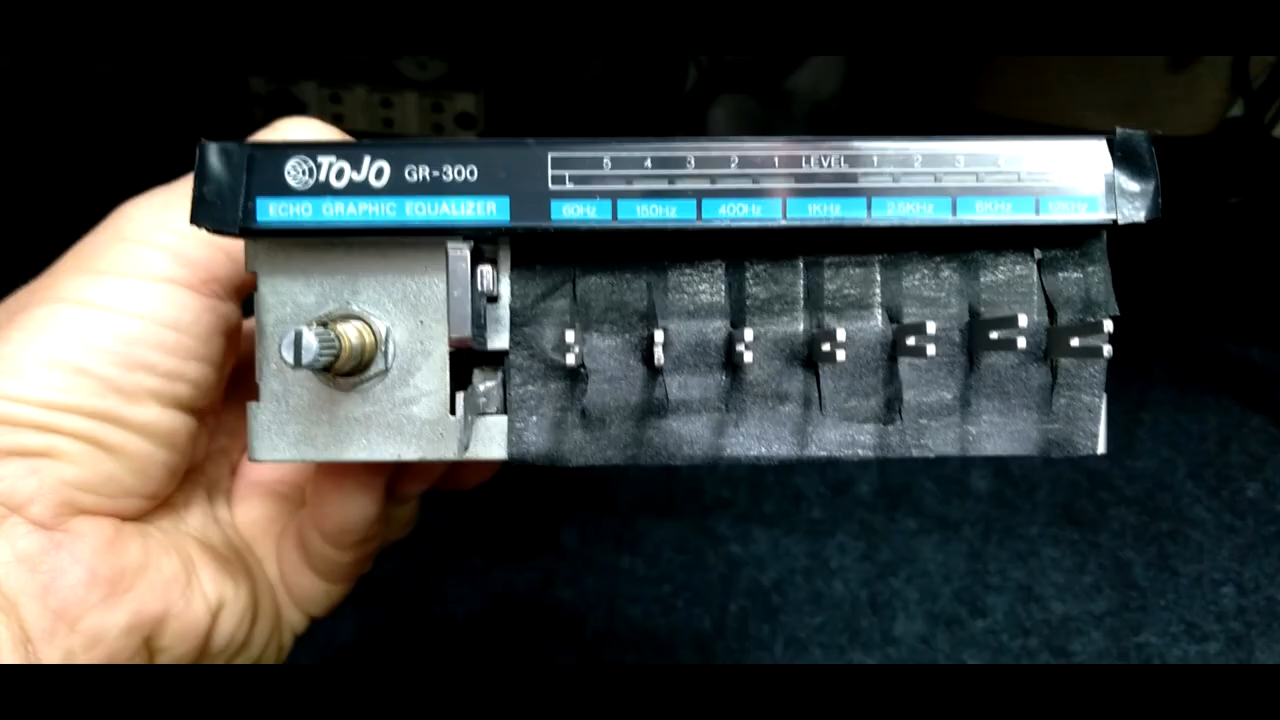 TOJO GR-300
ECHO GRAPHIC EQUALIZER
5 4 3 2 1 LEVEL 1 2 3 4
L
60Hz 150Hz 400Hz 1KHz 2.5KHz 6KHz